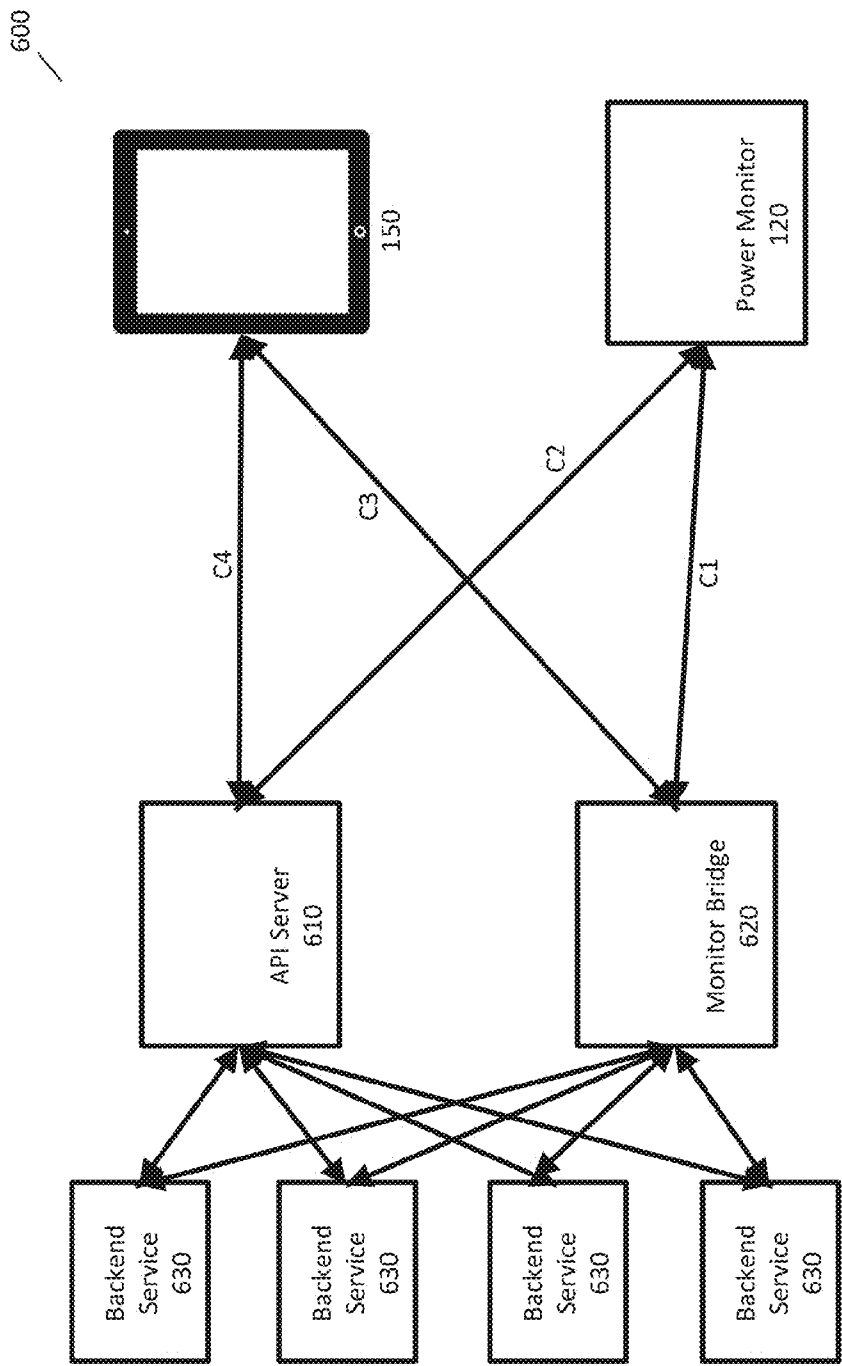 600
150
Power Monitor
120
C4
C3
C2
C1
API Server
610
Monitor Bridge
620
Backend
Service
630
Backend
Service
630
Backend
Service
630
Backend
Service
630